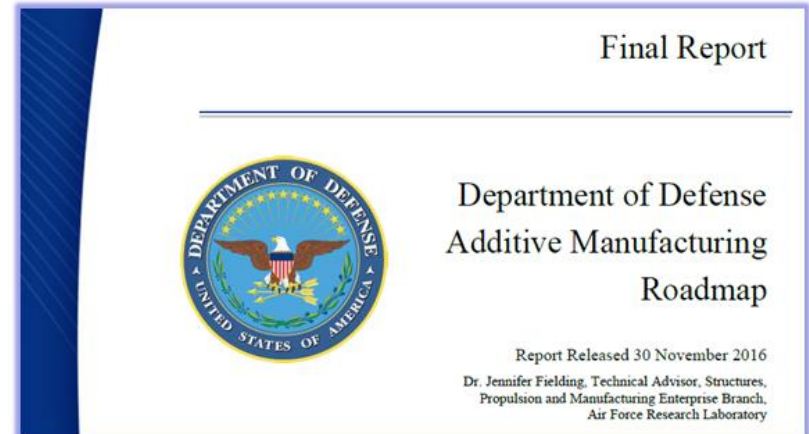 Final Report
DEPARTMENT OF DEFENSE
UNITED STATES OF AMERICA
Department of Defense
Additive Manufacturing
Roadmap
Report Released 30 November 2016
Dr. Jennifer Fielding, Technical Advisor, Structures,
Propulsion and Manufacturing Enterprise Branch,
Air Force Research Laboratory